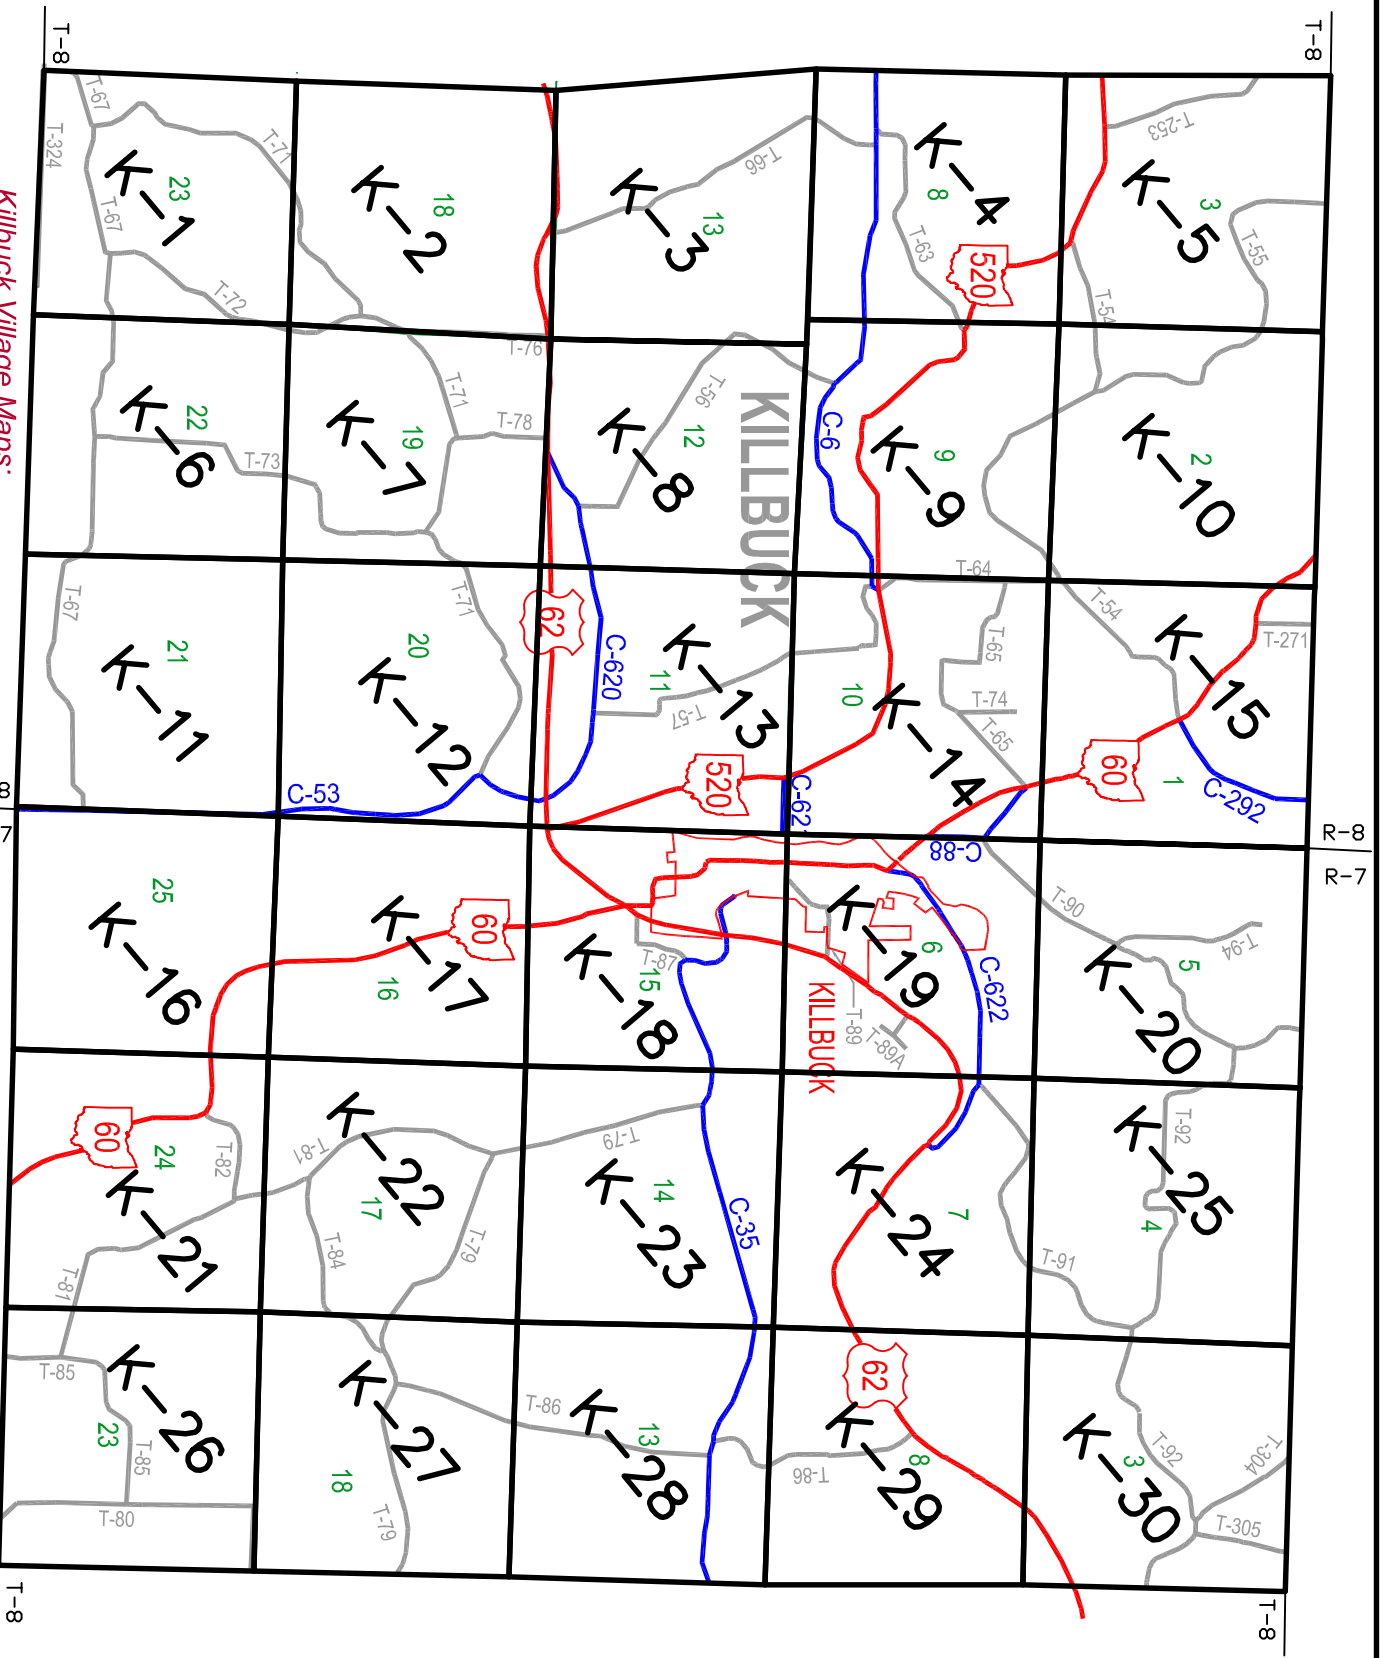 T-8
T-8
T-67
T-324
T-71
K-1
23
T-67
T-72
K-2
18
K-3
13
T-66
K-4
8
T-63
520
K-5
3
T-253
T-55
T-54
T-76
K-6
22
T-73
K-7
19
T-71
T-78
K-8
12
T-56
KILLBUCK
C-6
K-9
9
K-10
2
T-67
K-11
21
K-12
20
T-71
62
C-620
K-13
11
T-57
520
K-14
10
T-64
T-65
T-74
T-65
T-54
K-15
1
T-271
60
C-292
C-53
C-621
C-88
8
7
R-8
R-7
K-16
25
K-17
16
60
K-18
15
T-87
K-19
6
KILLBUCK
T-89
T-89A
C-622
K-20
5
T-90
T-94
60
K-21
24
T-82
T-81
T-81
K-22
17
T-84
T-79
K-23
14
T-79
C-35
K-24
7
K-25
4
T-92
T-91
K-26
23
T-85
T-85
T-80
K-27
18
T-79
K-28
13
T-86
62
K-29
8
T-86
K-30
3
T-92
T-304
T-305
T-8
T-8
Killbuck Village Maps: